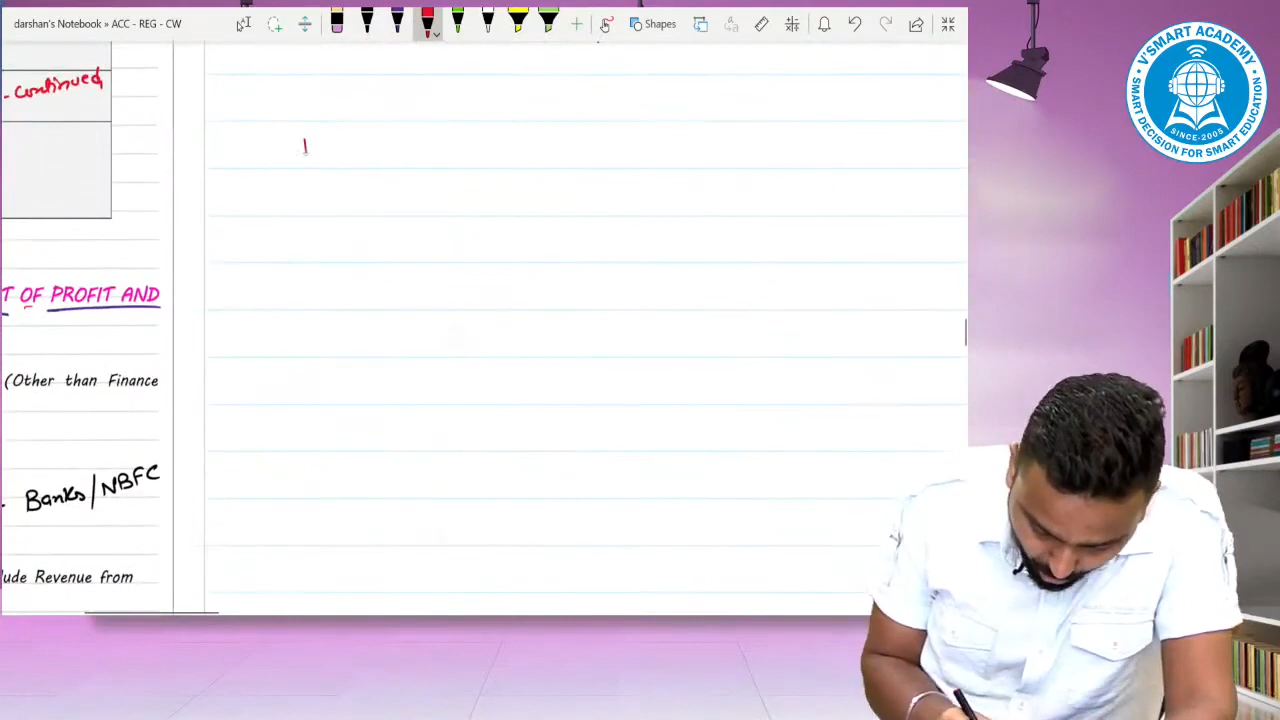 darshan's Notebook » ACC - REG - CW
Shapes
- continued
T OF PROFIT AND
(Other than Finance
- Banks/NBFC
lude Revenue from
V'SMART ACADEMY
SINCE-2005
SMART DECISION FOR SMART EDUCATION